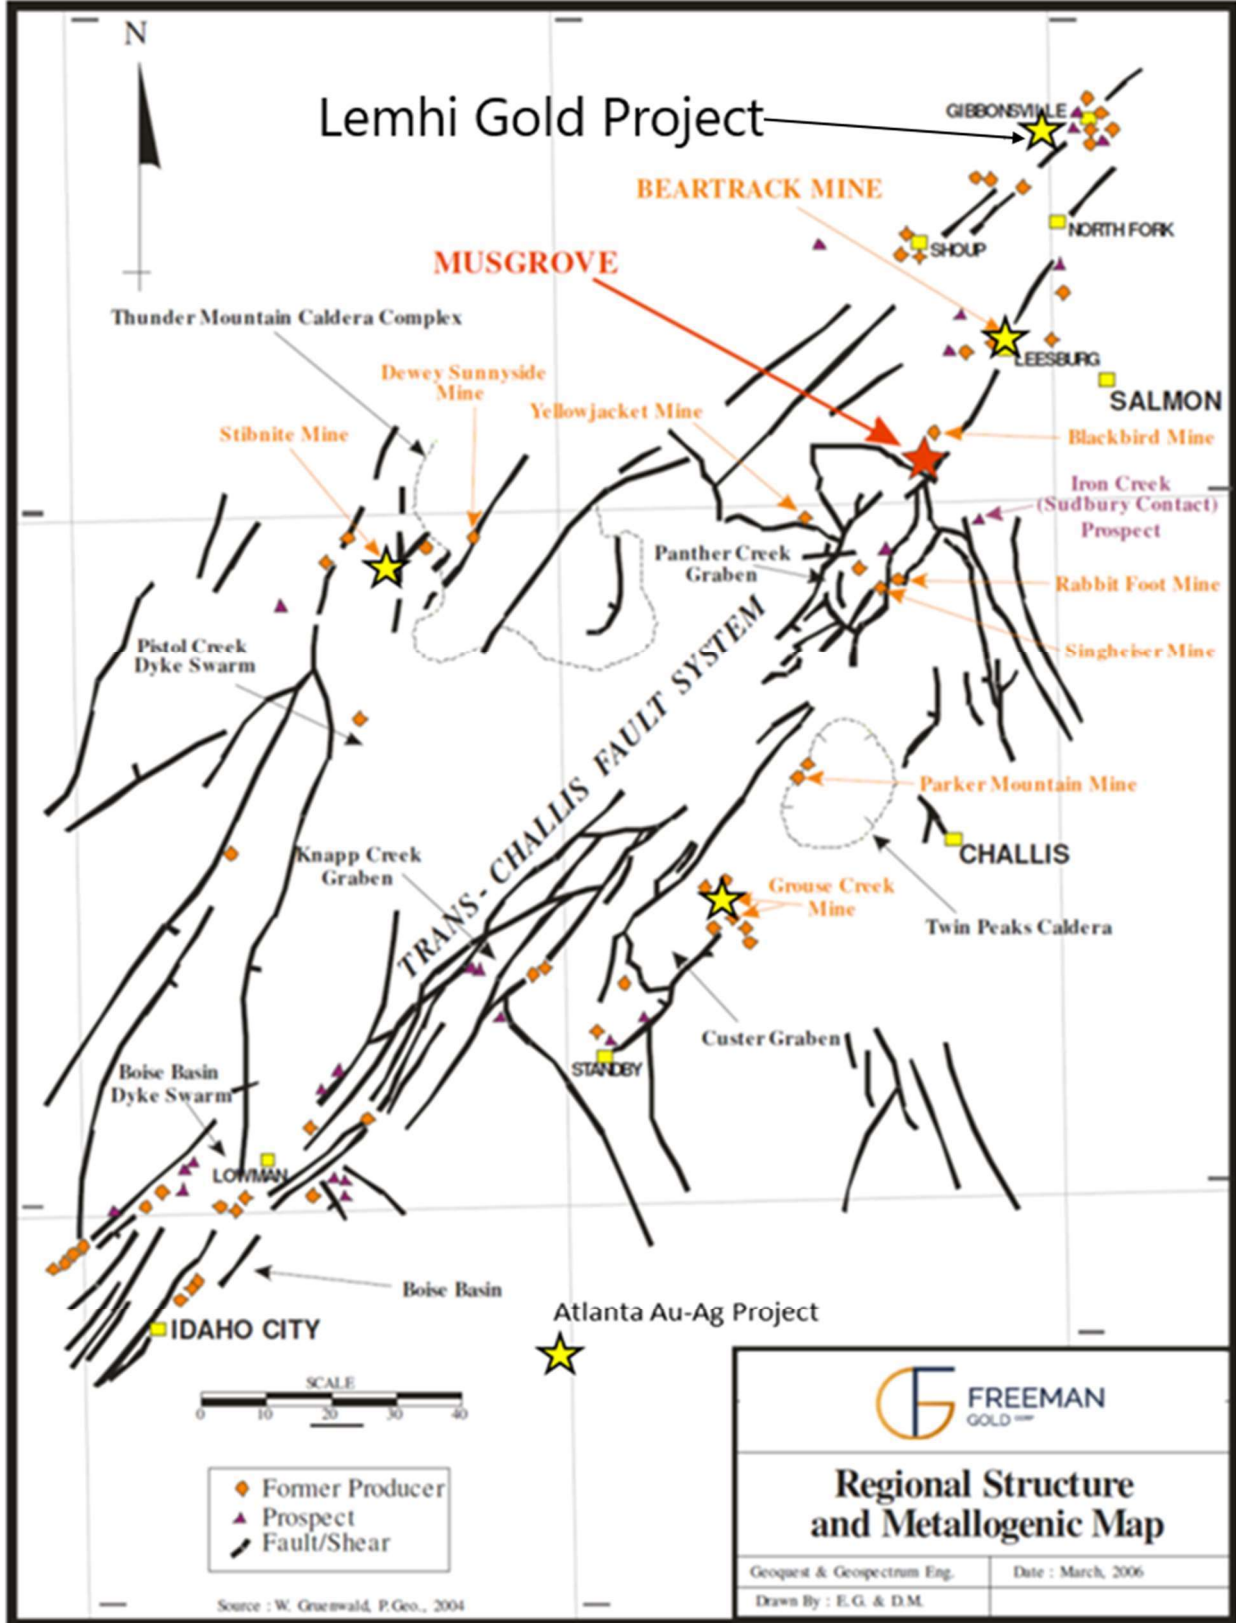 N
Lemhi Gold Project
GIBBONSVILLE
BEARTRACK MINE
NORTH FORK
SHOUP
MUSGROVE
Thunder Mountain Caldera Complex
LEESBURG
Dewey Sunnyside
Mine
SALMON
Yellowjacket Mine
Stibnite Mine
Blackbird Mine
Iron Creek
(Sudbury Contact)
Prospect
Panther Creek
Graben
Rabbit Foot Mine
Pistol Creek
Dyke Swarm
Singheiser Mine
TRANS - CHALLIS FAULT SYSTEM
Parker Mountain Mine
Knapp Creek
Graben
CHALLIS
Grouse Creek
Mine
Twin Peaks Caldera
Custer Graben
STANDBY
Boise Basin
Dyke Swarm
LOWMAN
Boise Basin
Atlanta Au-Ag Project
IDAHO CITY
SCALE
0 10 20 30 40
FREEMAN
GOLD CORP
Former Producer
Prospect
Fault/Shear
Regional Structure
and Metallogenic Map
Geoquest & Geospectrum Eng.
Date : March, 2006
Drawn By : E.G. & D.M.
Source : W. Gruenwald, P.Geo., 2004